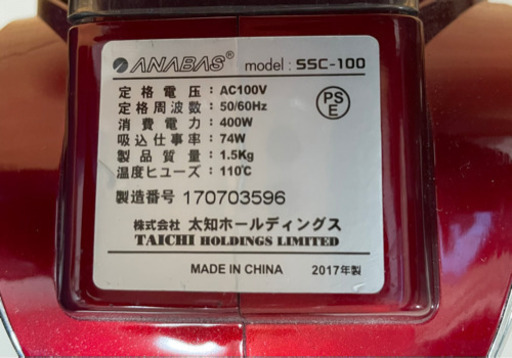 ANABAS® model : SSC-100
定格電圧 : AC100V
定格周波数 : 50/60Hz
消費電力 : 400W
吸込仕事率 : 74W
製品質量 : 1.5Kg
温度ヒューズ : 110℃
PS
E
製造番号 170703596
株式会社 太知ホールディングス
TAICHI HOLDINGS LIMITED
MADE IN CHINA 2017年製